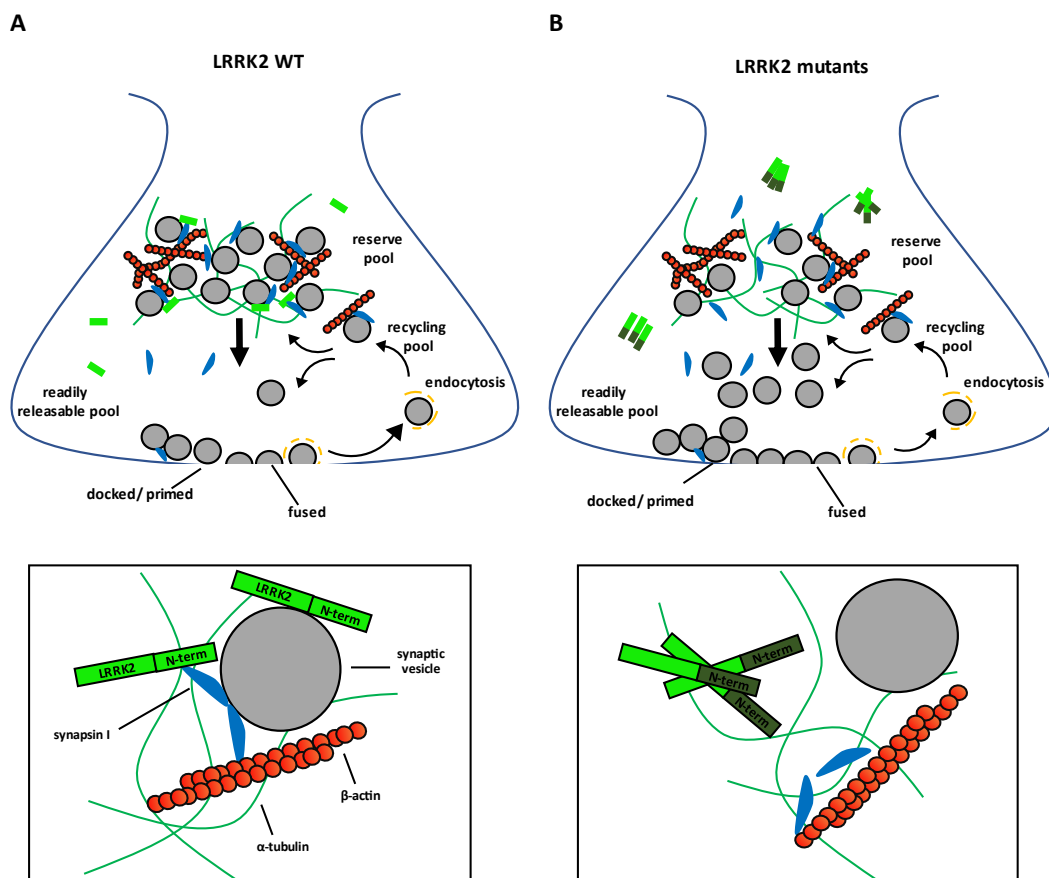 A
LRRK2 WT
reserve
pool
recycling
pool
endocytosis
readily
releasable pool
docked/ primed
fused
B
LRRK2 mutants
reserve
pool
recycling
pool
endocytosis
readily
releasable pool
docked/ primed
fused
LRRK2 N-term
LRRK2 N-term
synaptic
vesicle
synapsin I
β-actin
α-tubulin
N-term
N-term
N-term